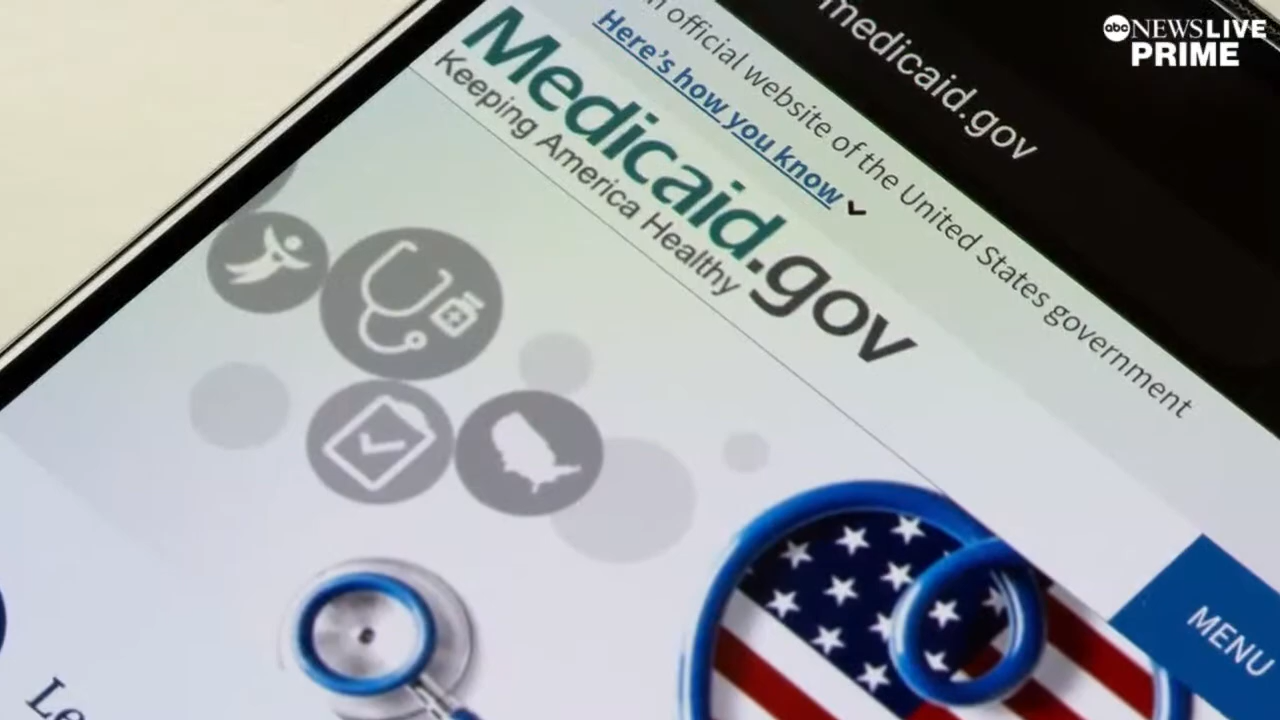 abc NEWS LIVE
PRIME
medicaid.gov
official website of the United States government
Here's how you know
Medicaid.gov
Keeping America Healthy
MENU